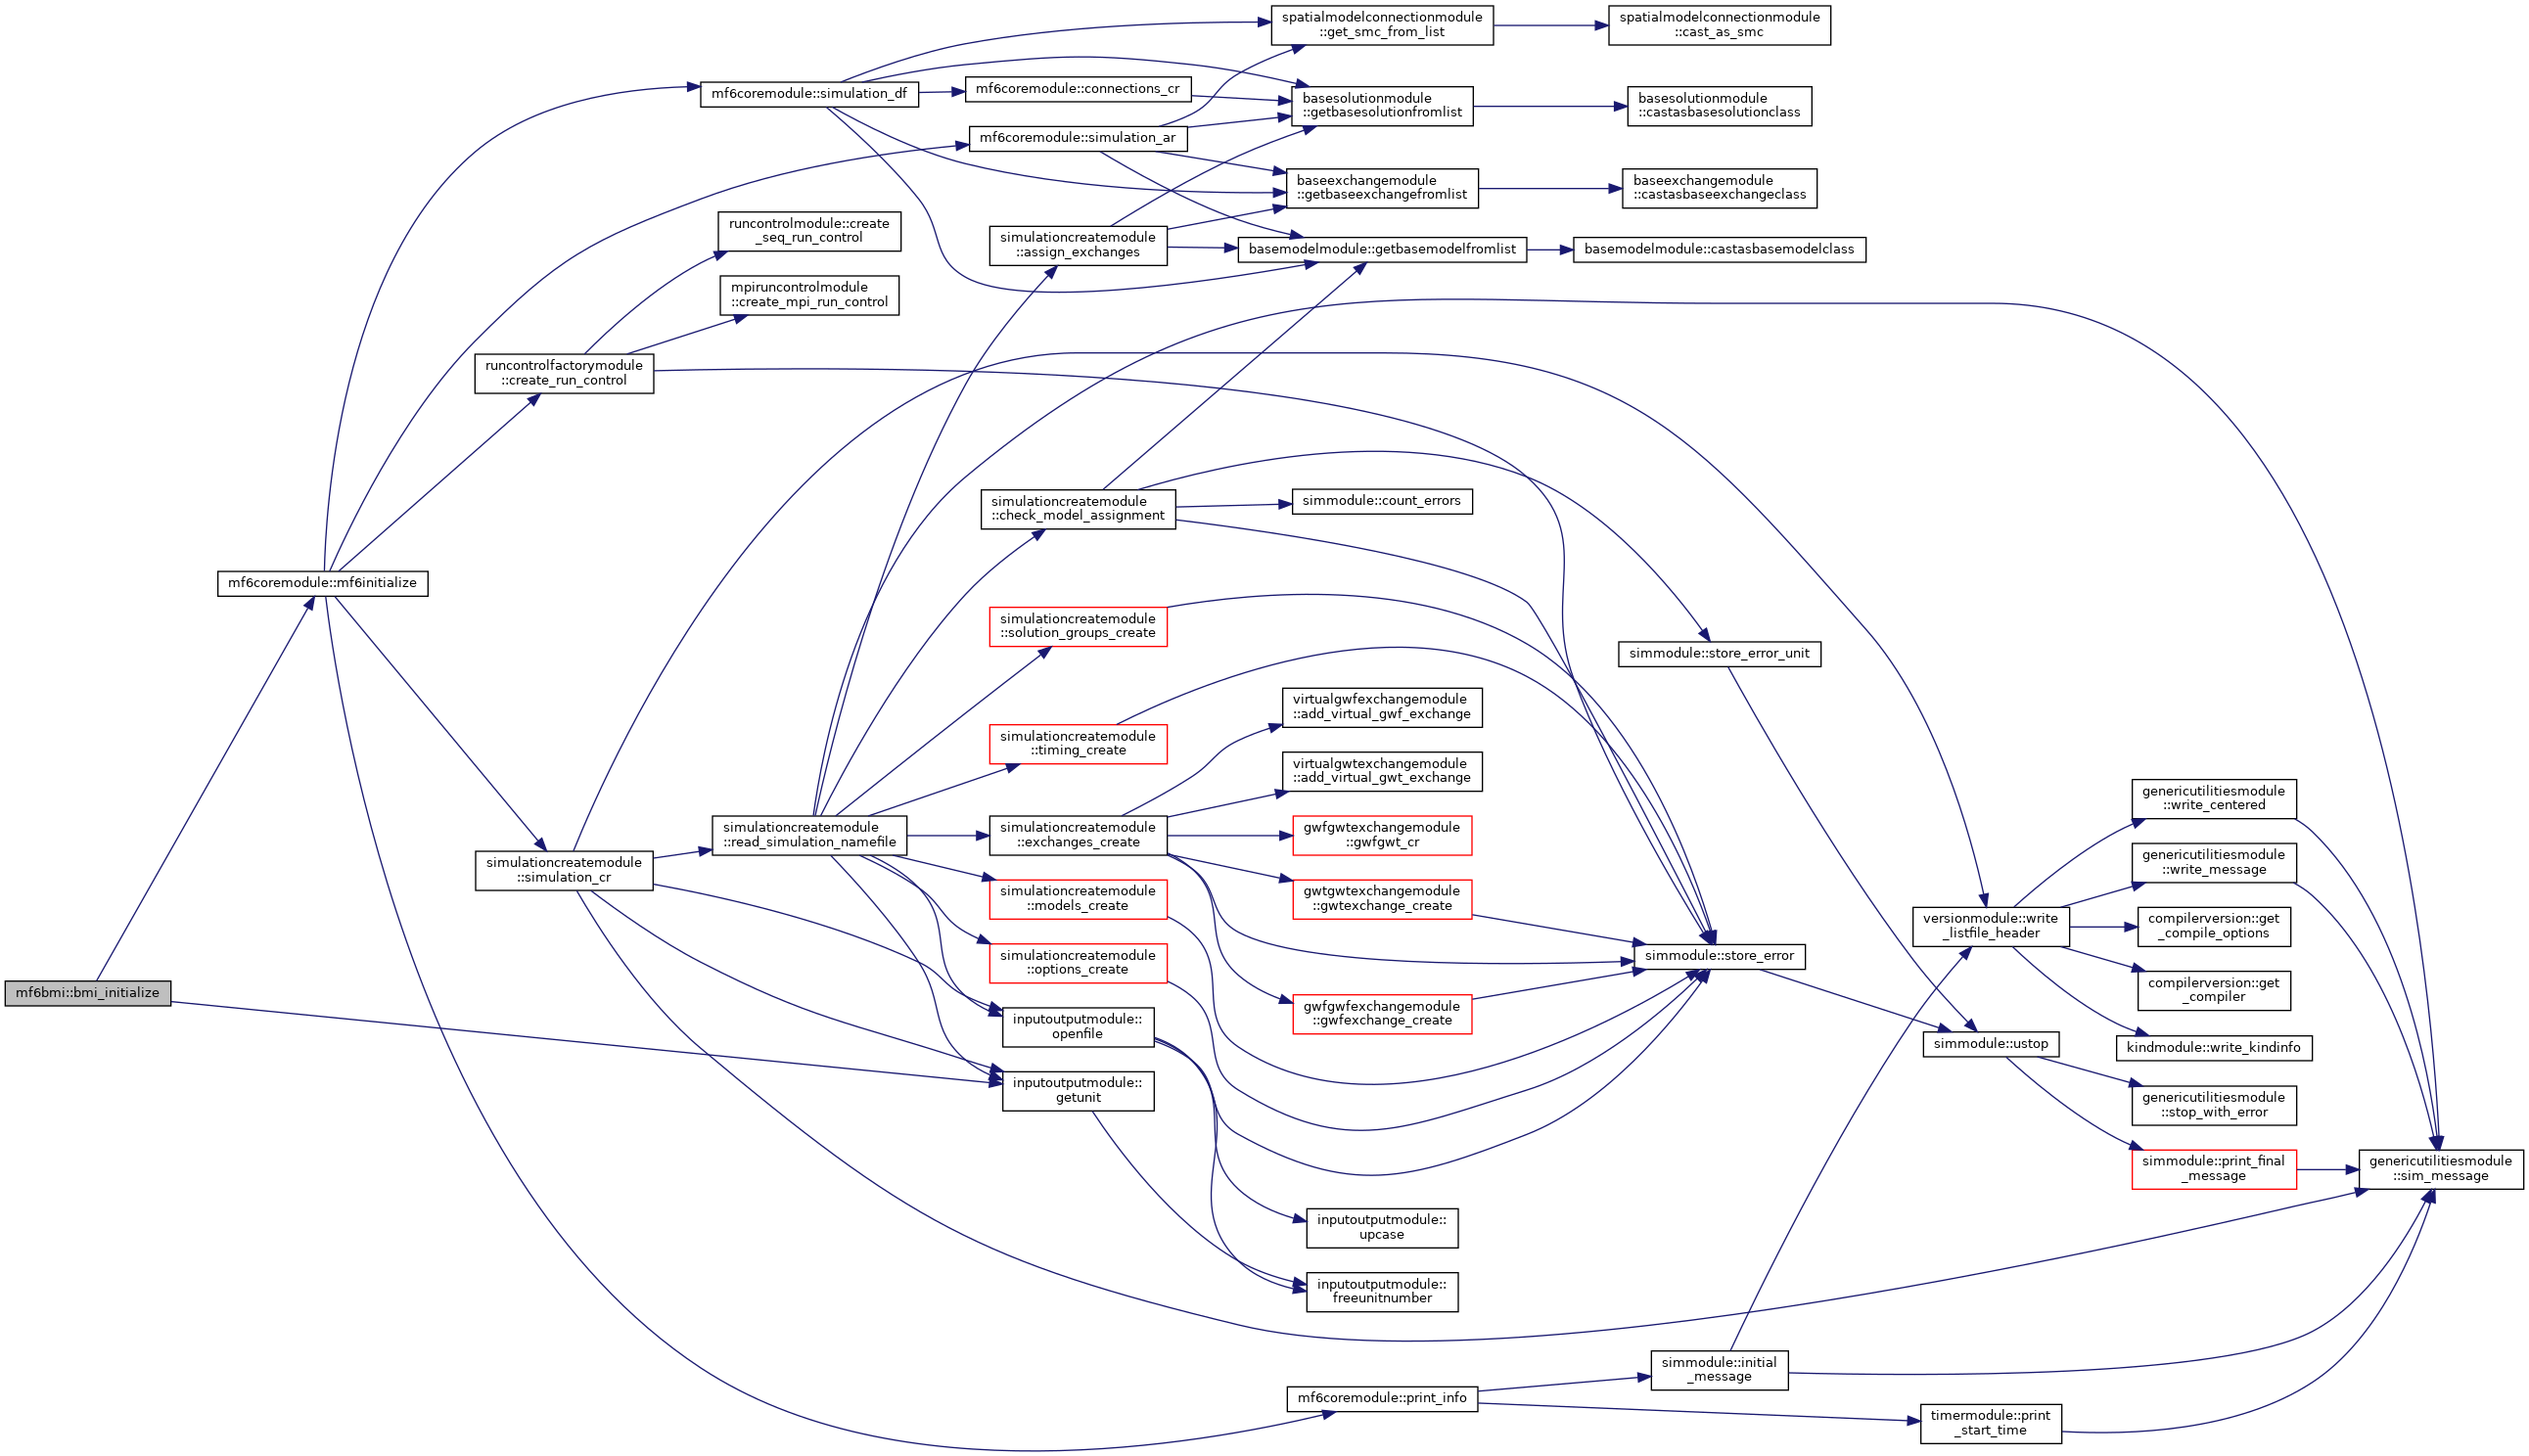 mf6bmi::bmi_initialize
mf6coremodule::mf6initialize
runcontrolfactorymodule
::create_run_control
simulationcreatemodule
::simulation_cr
mf6coremodule::simulation_df
runcontrolmodule::create
_seq_run_control
mpiruncontrolmodule
::create_mpi_run_control
simulationcreatemodule
::read_simulation_namefile
mf6coremodule::connections_cr
mf6coremodule::simulation_ar
simulationcreatemodule
::assign_exchanges
simulationcreatemodule
::check_model_assignment
simulationcreatemodule
::solution_groups_create
simulationcreatemodule
::timing_create
simulationcreatemodule
::exchanges_create
simulationcreatemodule
::models_create
simulationcreatemodule
::options_create
inputoutputmodule::
openfile
inputoutputmodule::
getunit
spatialmodelconnectionmodule
::get_smc_from_list
basesolutionmodule
::getbasesolutionfromlist
baseexchangemodule
::getbaseexchangefromlist
basemodelmodule::getbasemodelfromlist
simmodule::count_errors
virtualgwfexchangemodule
::add_virtual_gwf_exchange
virtualgwtexchangemodule
::add_virtual_gwt_exchange
gwfgwtexchangemodule
::gwfgwt_cr
gwtgwtexchangemodule
::gwtexchange_create
gwfgwfexchangemodule
::gwfexchange_create
inputoutputmodule::
upcase
inputoutputmodule::
freeunitnumber
mf6coremodule::print_info
spatialmodelconnectionmodule
::cast_as_smc
basesolutionmodule
::castasbasesolutionclass
baseexchangemodule
::castasbaseexchangeclass
basemodelmodule::castasbasemodelclass
simmodule::store_error_unit
simmodule::store_error
simmodule::initial
_message
versionmodule::write
_listfile_header
simmodule::ustop
timermodule::print
_start_time
genericutilitiesmodule
::write_centered
genericutilitiesmodule
::write_message
compilerversion::get
_compile_options
compilerversion::get
_compiler
kindmodule::write_kindinfo
genericutilitiesmodule
::stop_with_error
simmodule::print_final
_message
genericutilitiesmodule
::sim_message